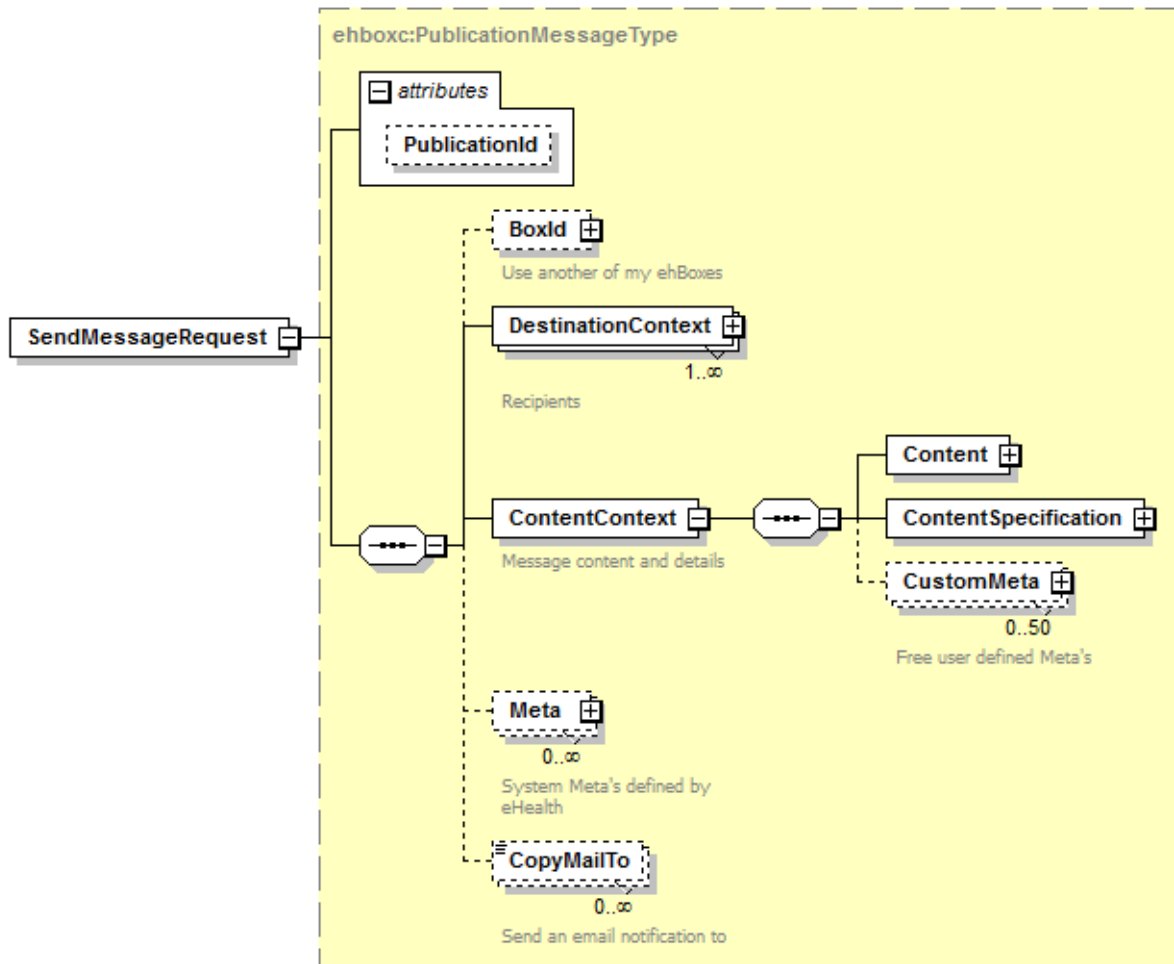 ehboxc:PublicationMessageType
attributes
PublicationId
BoxId
Use another of my ehBoxes
SendMessageRequest
DestinationContext
1..∞
Recipients
Content
ContentContext
ContentSpecification
Message content and details
CustomMeta
0..50
Free user defined Meta's
Meta
0..∞
System Meta's defined by
eHealth
CopyMailTo
0..∞
Send an email notification to